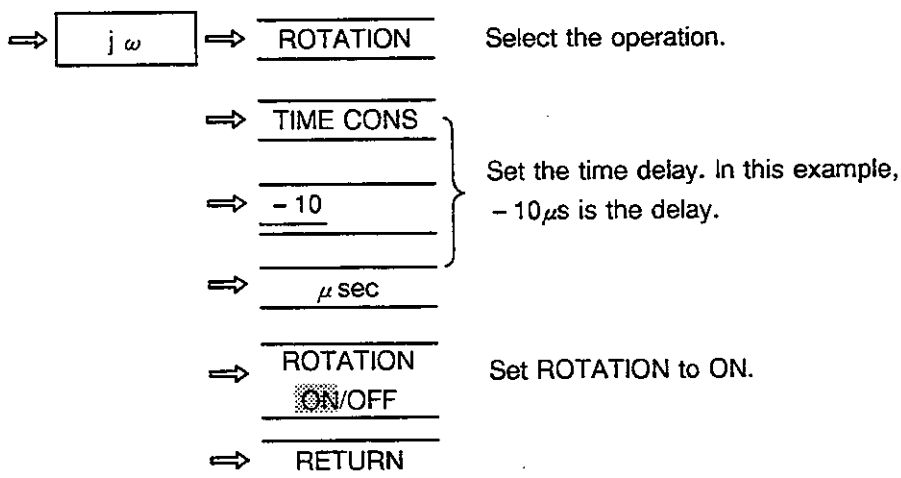 ⇒ j ω ⇒ ROTATION Select the operation.
⇒ TIME CONS
Set the time delay. In this example,
⇒ – 10
– 10μs is the delay.
⇒ μ sec
⇒ ROTATION Set ROTATION to ON.
ON/OFF
⇒ RETURN